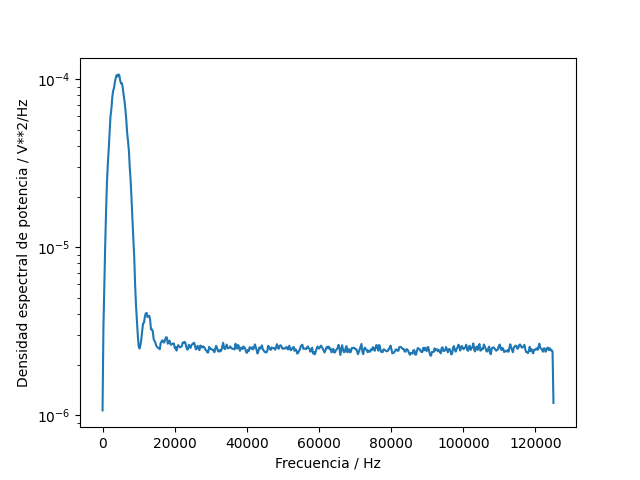 10⁻⁴
10⁻⁵
10⁻⁶
Densidad espectral de potencia / V**2/Hz
0 20000 40000 60000 80000 100000 120000
Frecuencia / Hz